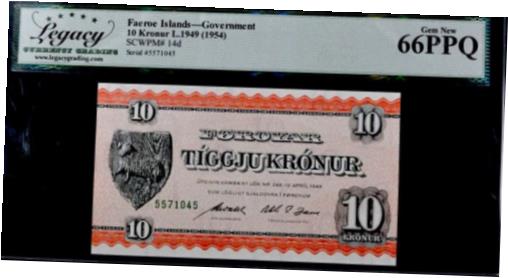 Legacy
CURRENCY GRADING
www.legacygrading.com
Faeroe Islands—Government
10 Kronur L.1949 (1954)
SCWPM# 14d
Serial #5571045
Gem New
66PPQ
10
10
FØROYAR
TÍGGJU KRÓNUR
5571045
10
10
KRÓNUR